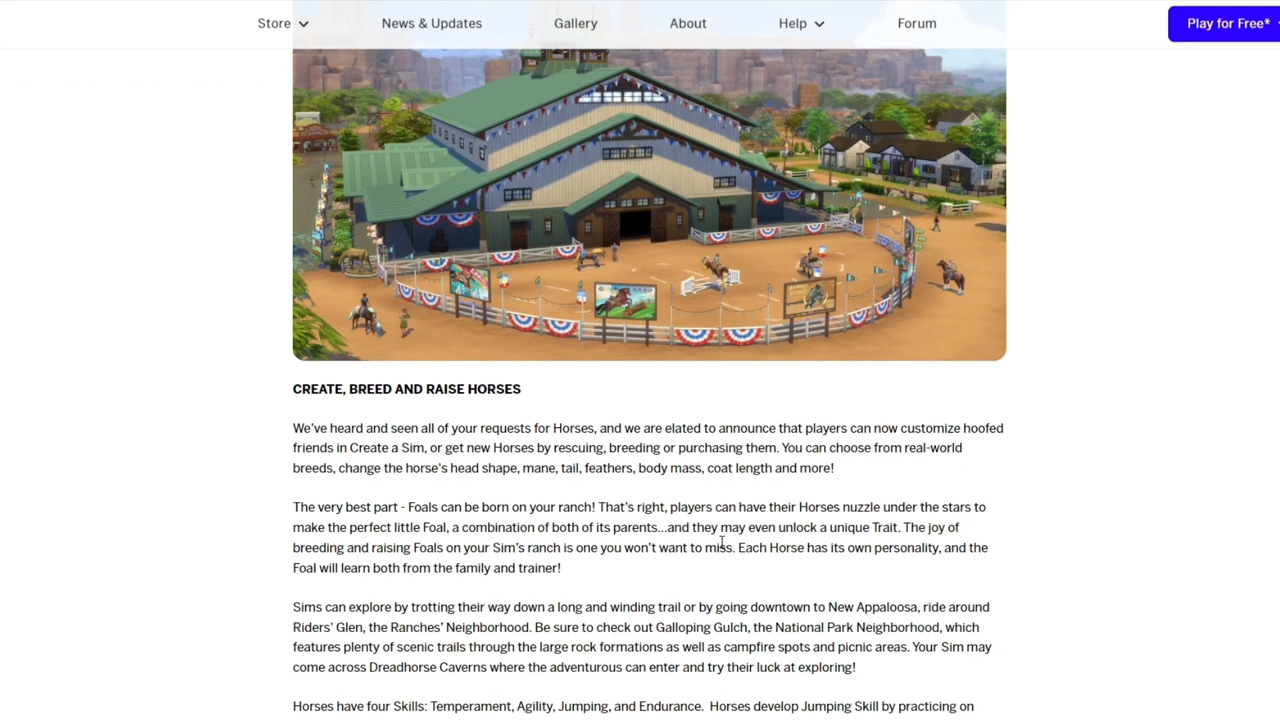 Store News & Updates Gallery About Help Forum Play for Free*
CREATE, BREED AND RAISE HORSES
We've heard and seen all of your requests for Horses, and we are elated to announce that players can now customize hoofed
friends in Create a Sim, or get new Horses by rescuing, breeding or purchasing them. You can choose from real-world
breeds, change the horse's head shape, mane, tail, feathers, body mass, coat length and more!
The very best part - Foals can be born on your ranch! That's right, players can have their Horses nuzzle under the stars to
make the perfect little Foal, a combination of both of its parents...and they may even unlock a unique Trait. The joy of
breeding and raising Foals on your Sim's ranch is one you won't want to miss. Each Horse has its own personality, and the
Foal will learn both from the family and trainer!
Sims can explore by trotting their way down a long and winding trail or by going downtown to New Appaloosa, ride around
Riders' Glen, the Ranches' Neighborhood. Be sure to check out Galloping Gulch, the National Park Neighborhood, which
features plenty of scenic trails through the large rock formations as well as campfire spots and picnic areas. Your Sim may
come across Dreadhorse Caverns where the adventurous can enter and try their luck at exploring!
Horses have four Skills: Temperament, Agility, Jumping, and Endurance.  Horses develop Jumping Skill by practicing on